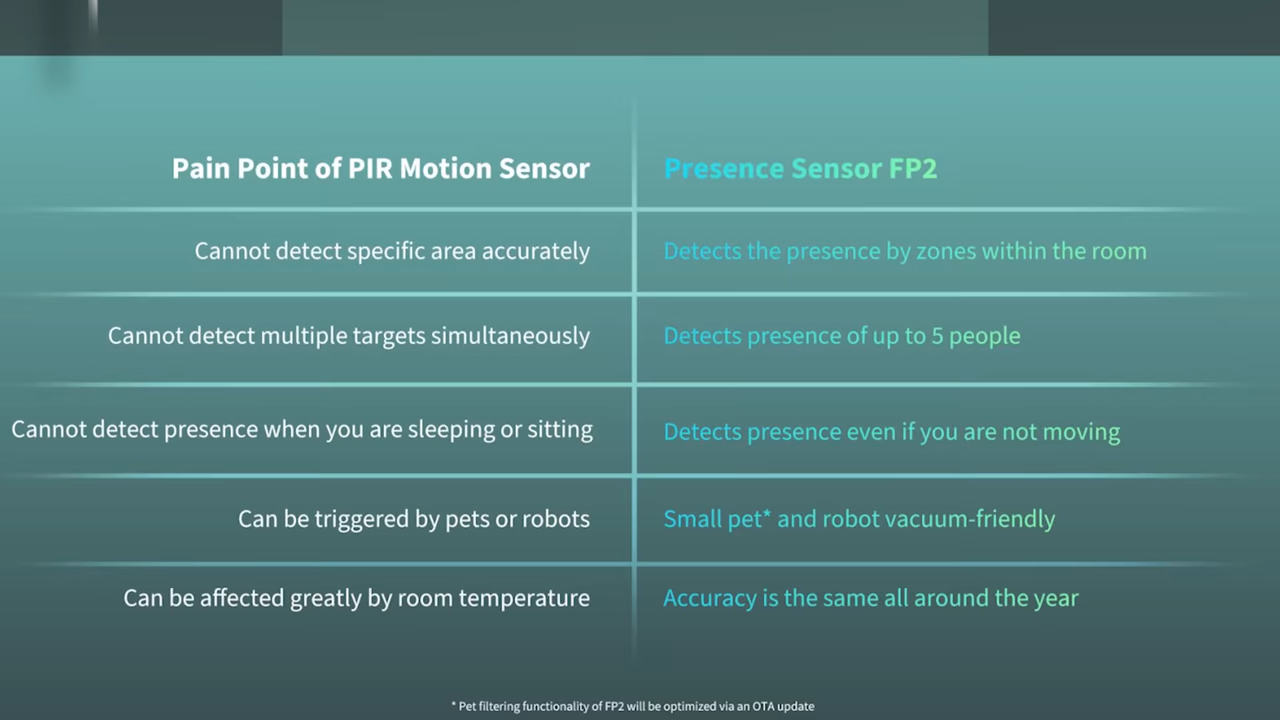 Pain Point of PIR Motion Sensor
Presence Sensor FP2
Cannot detect specific area accurately
Detects the presence by zones within the room
Cannot detect multiple targets simultaneously
Detects presence of up to 5 people
Cannot detect presence when you are sleeping or sitting
Detects presence even if you are not moving
Can be triggered by pets or robots
Small pet* and robot vacuum-friendly
Can be affected greatly by room temperature
Accuracy is the same all around the year
* Pet filtering functionality of FP2 will be optimized via an OTA update